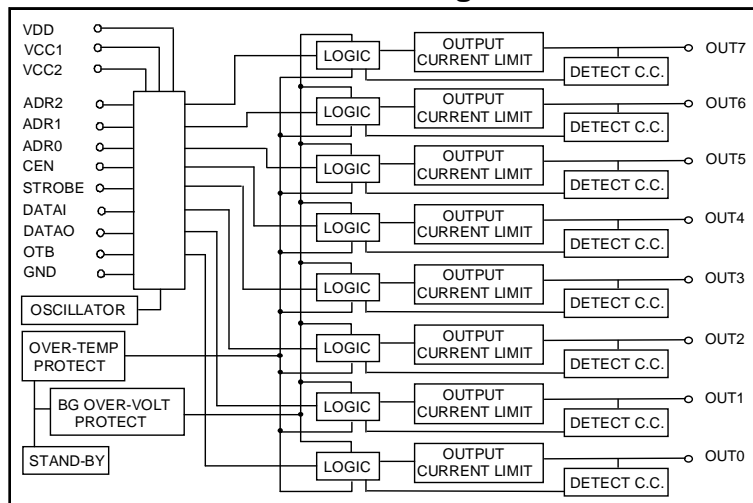 VDD
VCC1
VCC2
ADR2
ADR1
ADR0
CEN
STROBE
DATAI
DATAO
OTB
GND
OSCILLATOR
OVER-TEMP
PROTECT
BG OVER-VOLT
PROTECT
STAND-BY
LOGIC
OUTPUT
CURRENT LIMIT
DETECT C.C.
OUT7
LOGIC
OUTPUT
CURRENT LIMIT
DETECT C.C.
OUT6
LOGIC
OUTPUT
CURRENT LIMIT
DETECT C.C.
OUT5
LOGIC
OUTPUT
CURRENT LIMIT
DETECT C.C.
OUT4
LOGIC
OUTPUT
CURRENT LIMIT
DETECT C.C.
OUT3
LOGIC
OUTPUT
CURRENT LIMIT
DETECT C.C.
OUT2
LOGIC
OUTPUT
CURRENT LIMIT
DETECT C.C.
OUT1
LOGIC
OUTPUT
CURRENT LIMIT
DETECT C.C.
OUT0